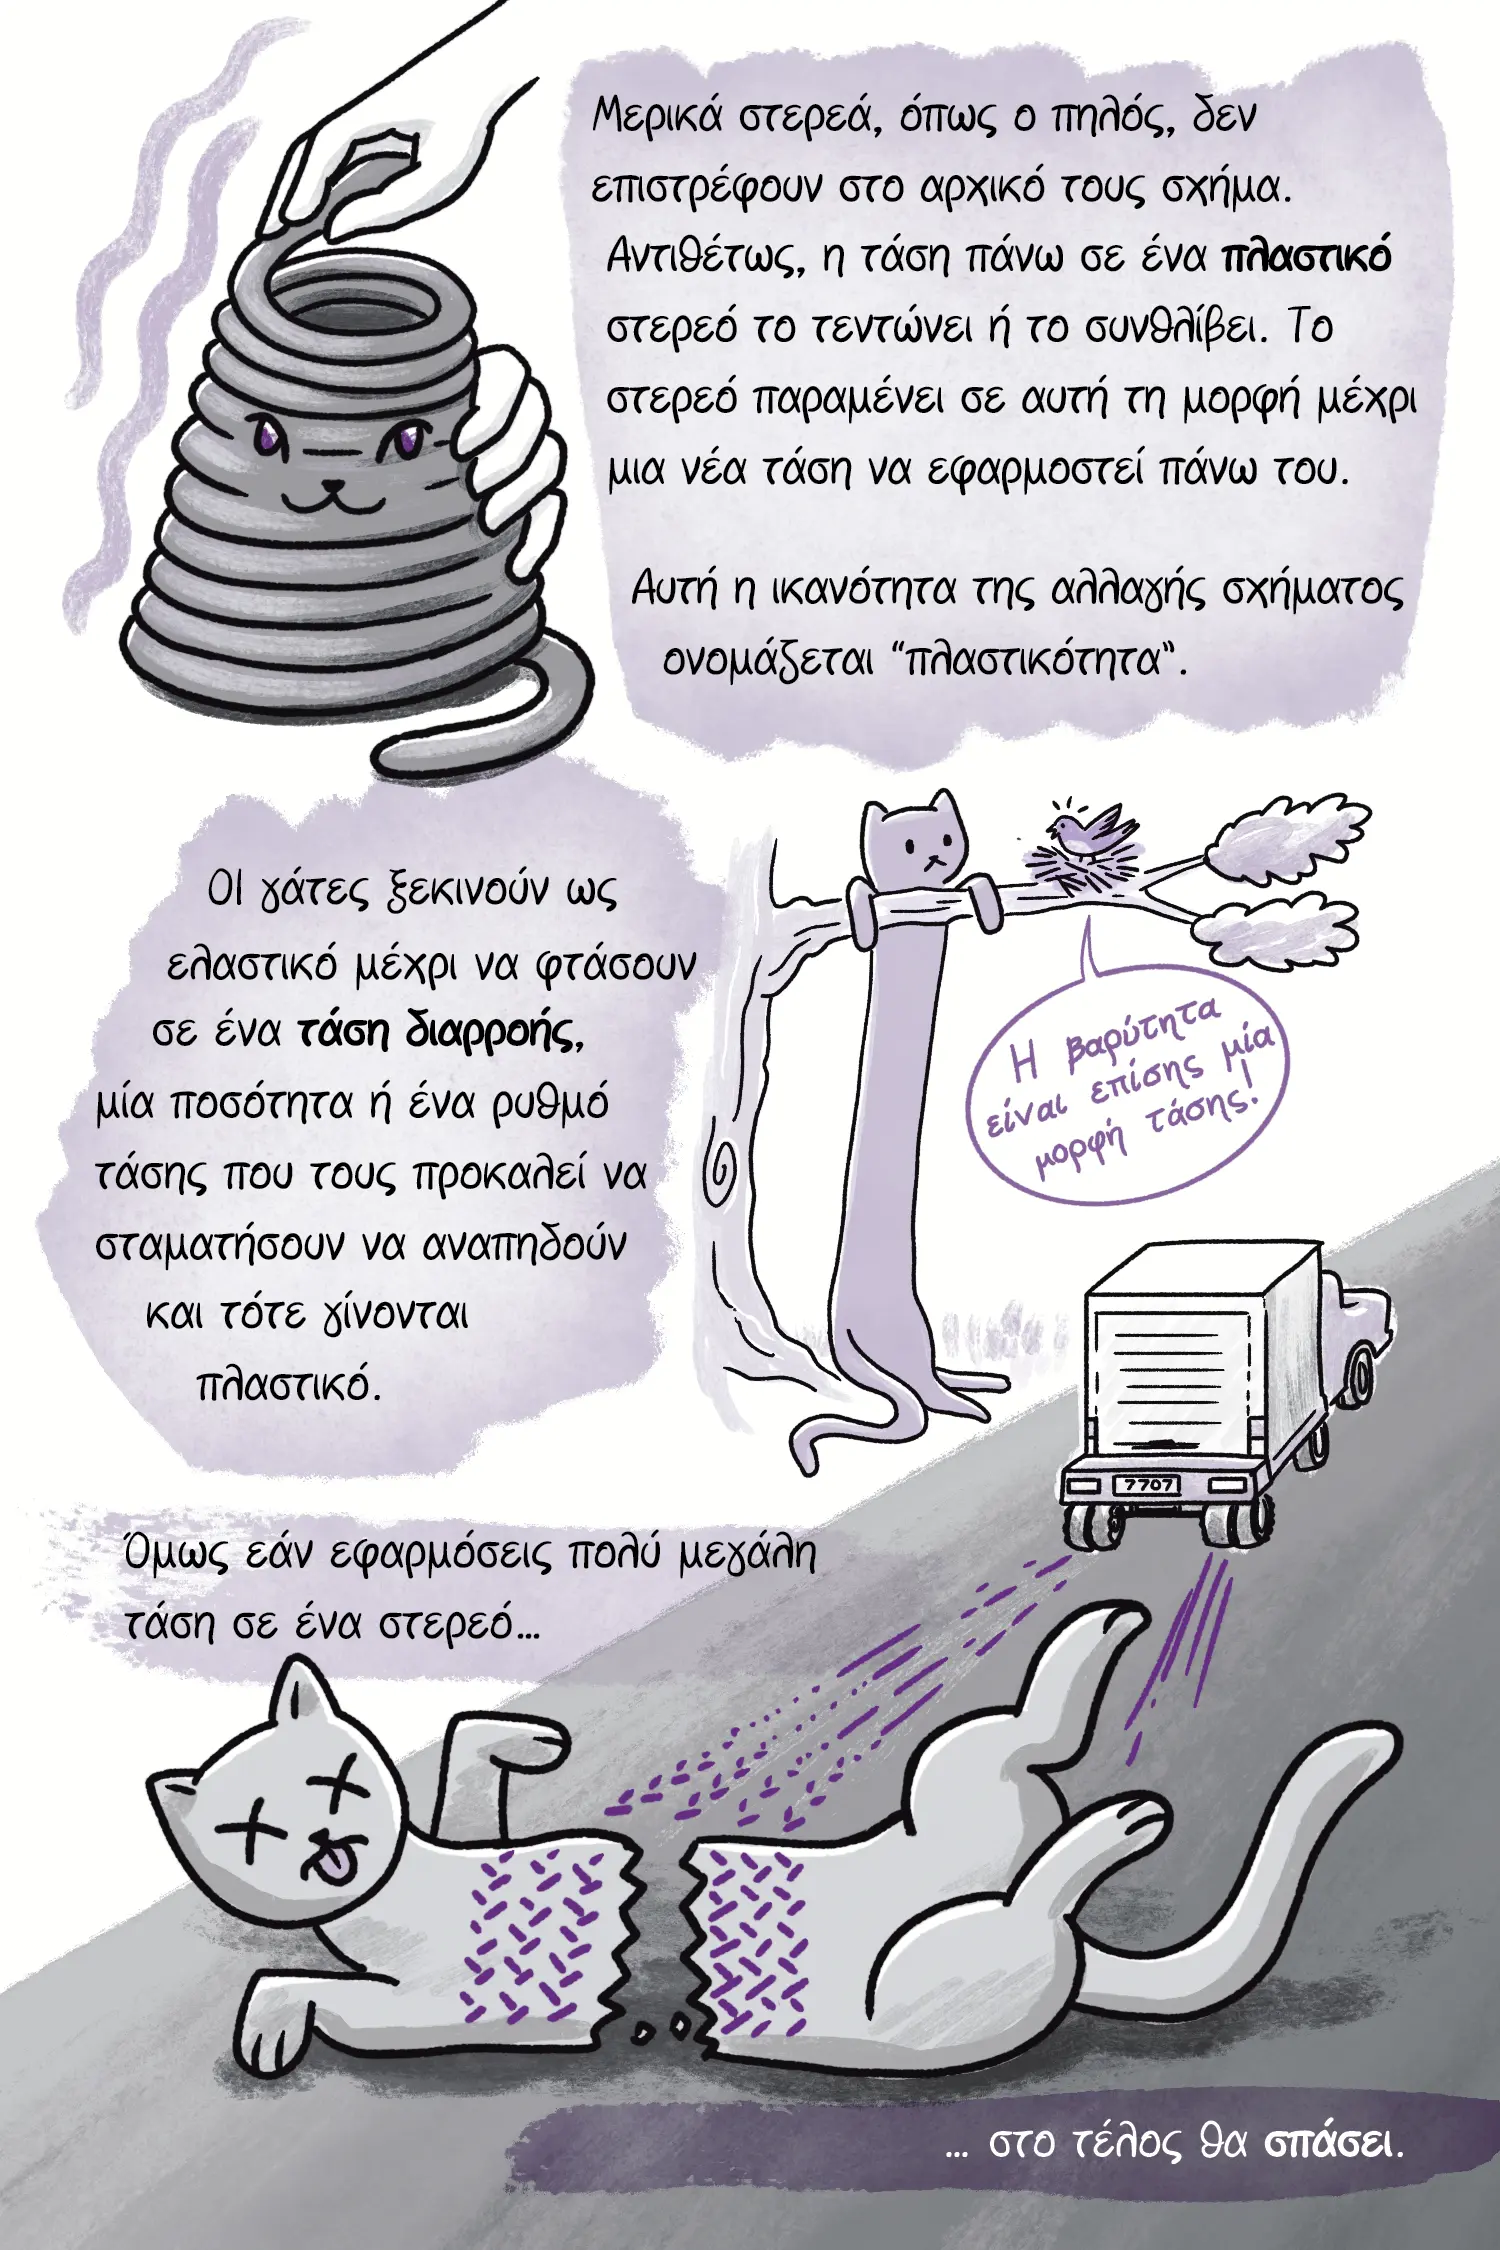 Μερικά στερεά, όπως ο πηλός, δεν
επιστρέφουν στο αρχικό τους σχήμα.
Αντιθέτως, η τάση πάνω σε ένα πλαστικό
στερεό το τεντώνει ή το συνθλίβει. Το
στερεό παραμένει σε αυτή τη μορφή μέχρι
μια νέα τάση να εφαρμοστεί πάνω του.
Αυτή η ικανότητα της αλλαγής σχήματος
ονομάζεται “πλαστικότητα”.
ΟΙ γάτες ξεκινούν ως
ελαστικό μέχρι να φτάσουν
σε ένα τάση διαρροής,
μία ποσότητα ή ένα ρυθμό
τάσης που τους προκαλεί να
σταματήσουν να αναπηδούν
και τότε γίνονται
πλαστικό.
Η βαρύτητα
είναι επίσης μία
μορφή τάσης!
7707
Όμως εάν εφαρμόσεις πολύ μεγάλη
τάση σε ένα στερεό...
... στο τέλος θα σπάσει.